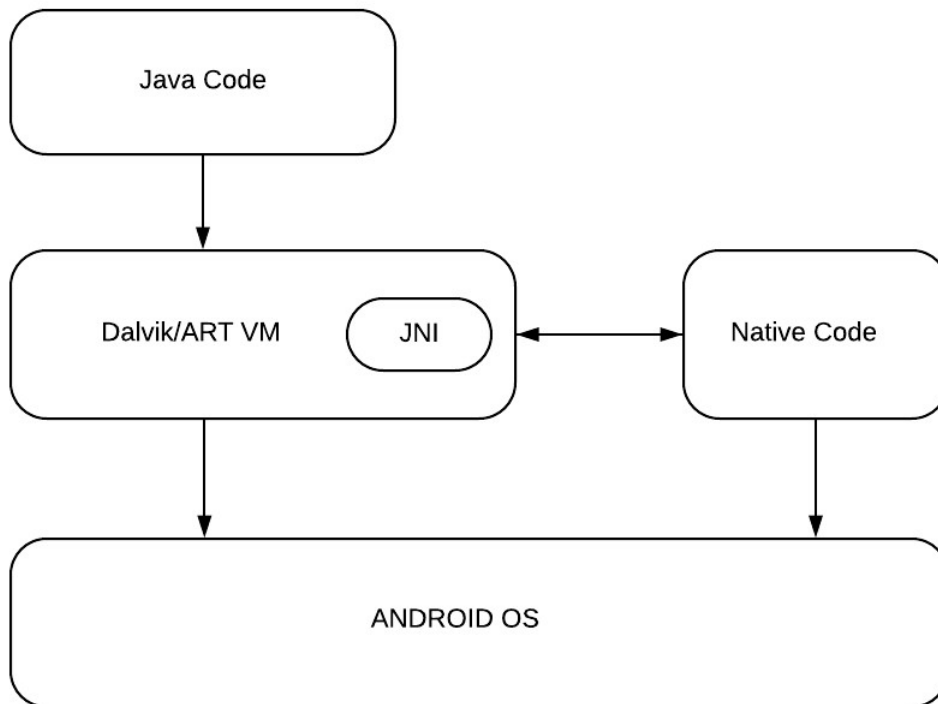 Java Code
Dalvik/ART VM
JNI
Native Code
ANDROID OS